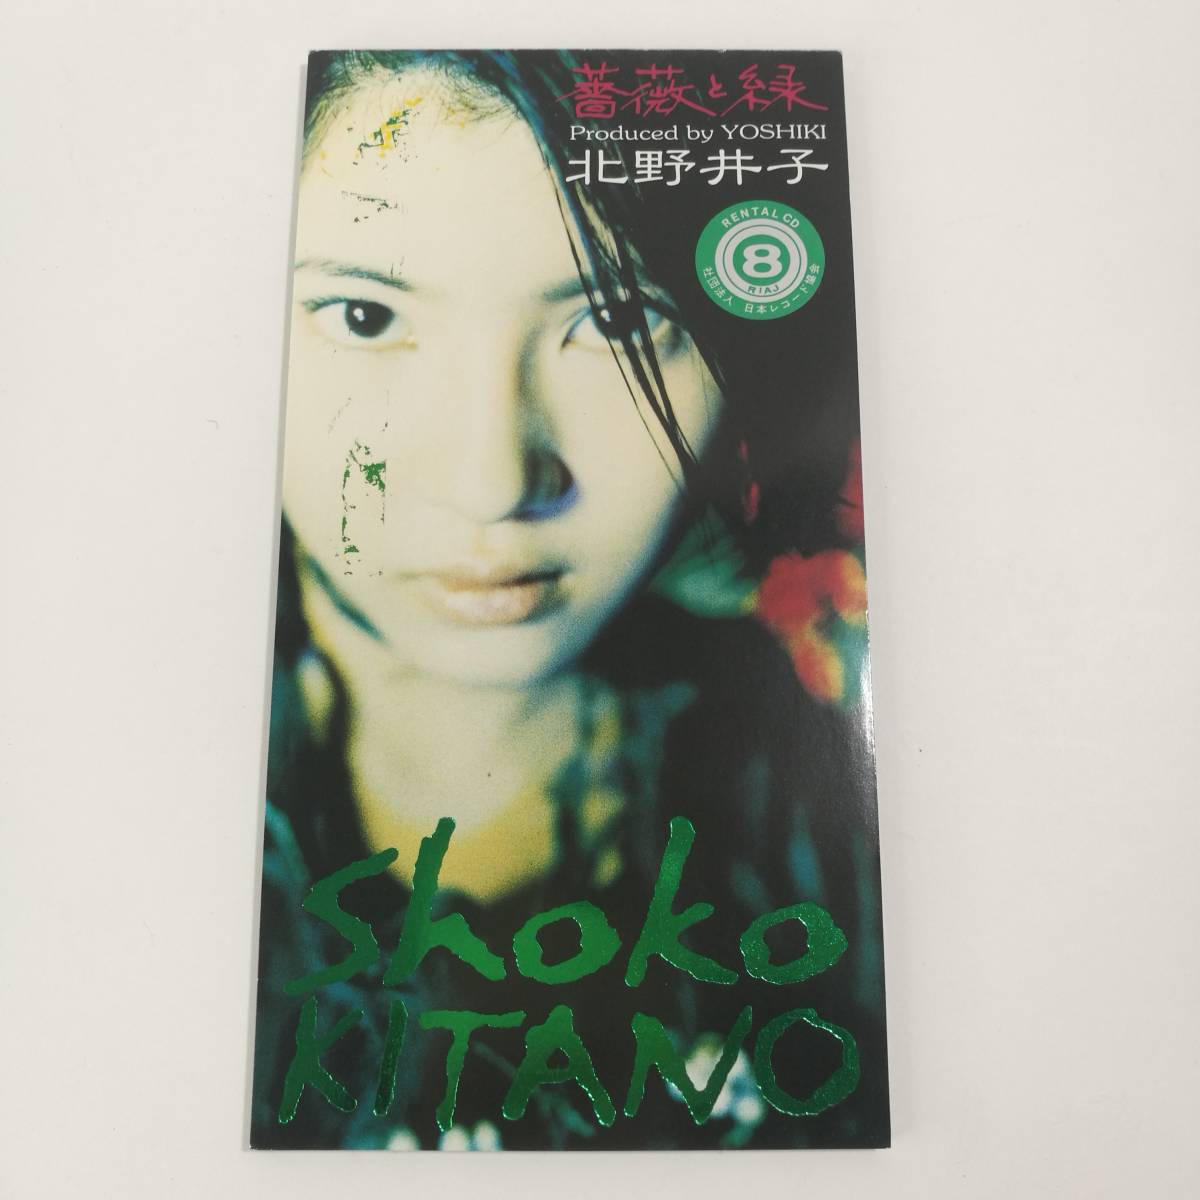 薔薇と緑
Produced by YOSHIKI
北野井子
RENTAL CD
8
RIAJ
社団法人 日本レコード協会
Shoko
KITANO